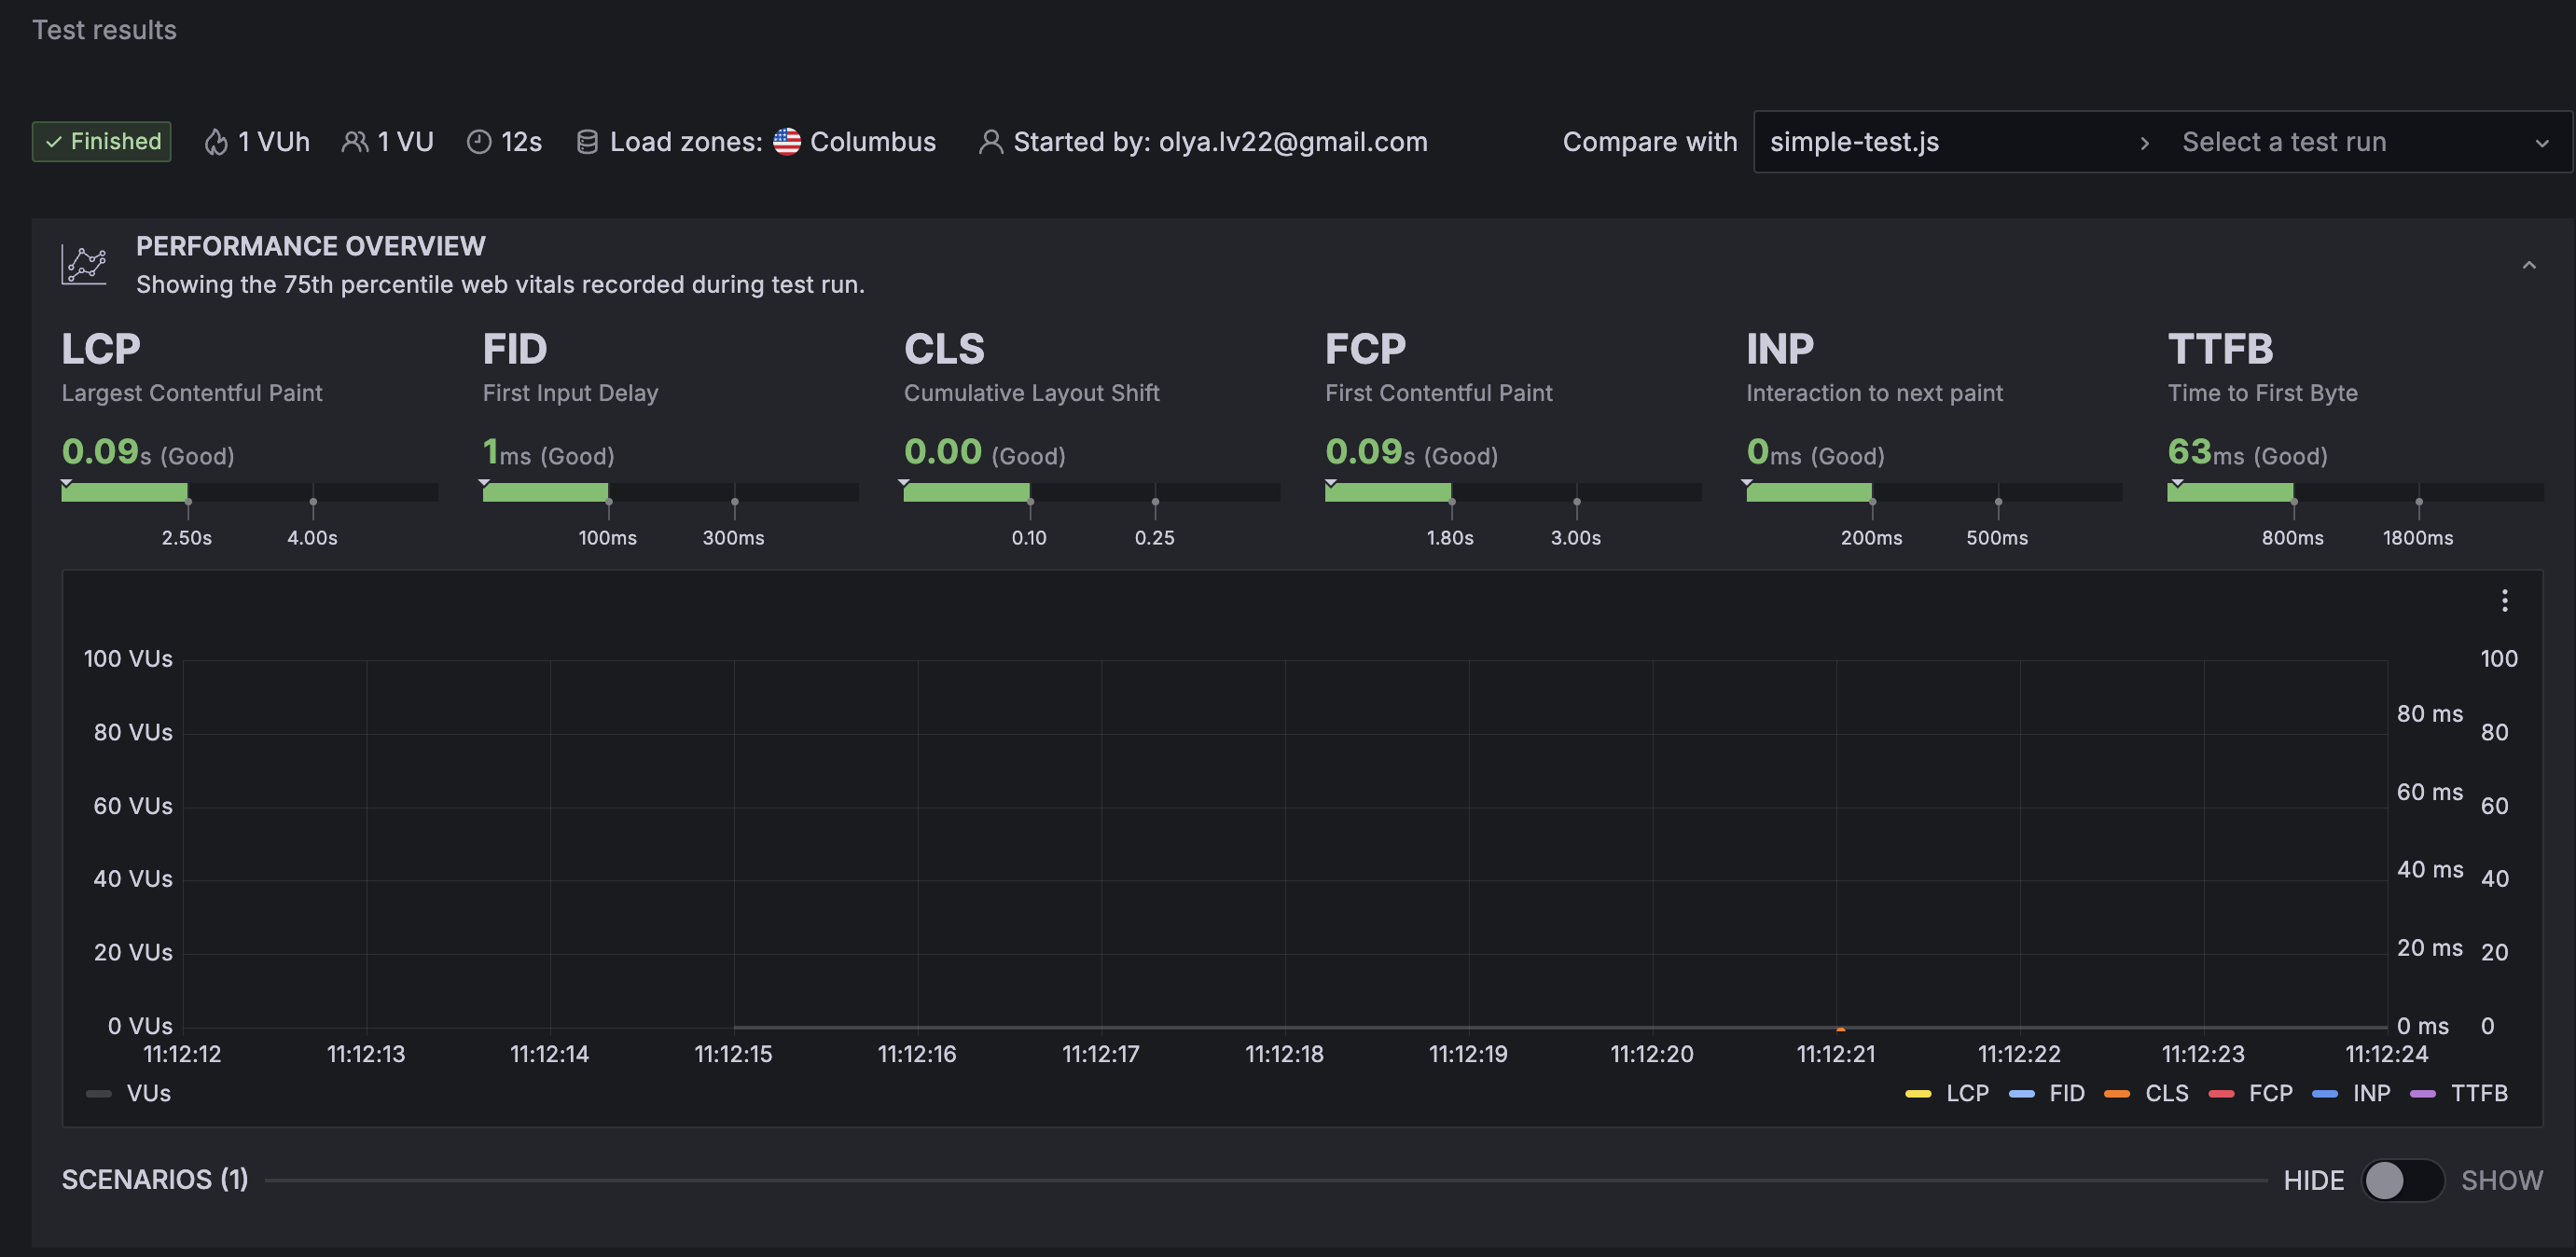 Test results
Finished 1 VUh 1 VU 12s Load zones: Columbus Started by: olya.lv22@gmail.com Compare with simple-test.js Select a test run
PERFORMANCE OVERVIEW
Showing the 75th percentile web vitals recorded during test run.
LCP FID CLS FCP INP TTFB
Largest Contentful Paint First Input Delay Cumulative Layout Shift First Contentful Paint Interaction to next paint Time to First Byte
0.09s (Good) 1ms (Good) 0.00 (Good) 0.09s (Good) 0ms (Good) 63ms (Good)
2.50s 4.00s 100ms 300ms 0.10 0.25 1.80s 3.00s 200ms 500ms 800ms 1800ms
100 VUs 100
80 ms
80 VUs 80
60 ms
60 VUs 60
40 ms
40 VUs 40
20 ms
20 VUs 20
0 VUs 0 ms 0
11:12:12 11:12:13 11:12:14 11:12:15 11:12:16 11:12:17 11:12:18 11:12:19 11:12:20 11:12:21 11:12:22 11:12:23 11:12:24
VUs LCP FID CLS FCP INP TTFB
SCENARIOS (1) HIDE SHOW